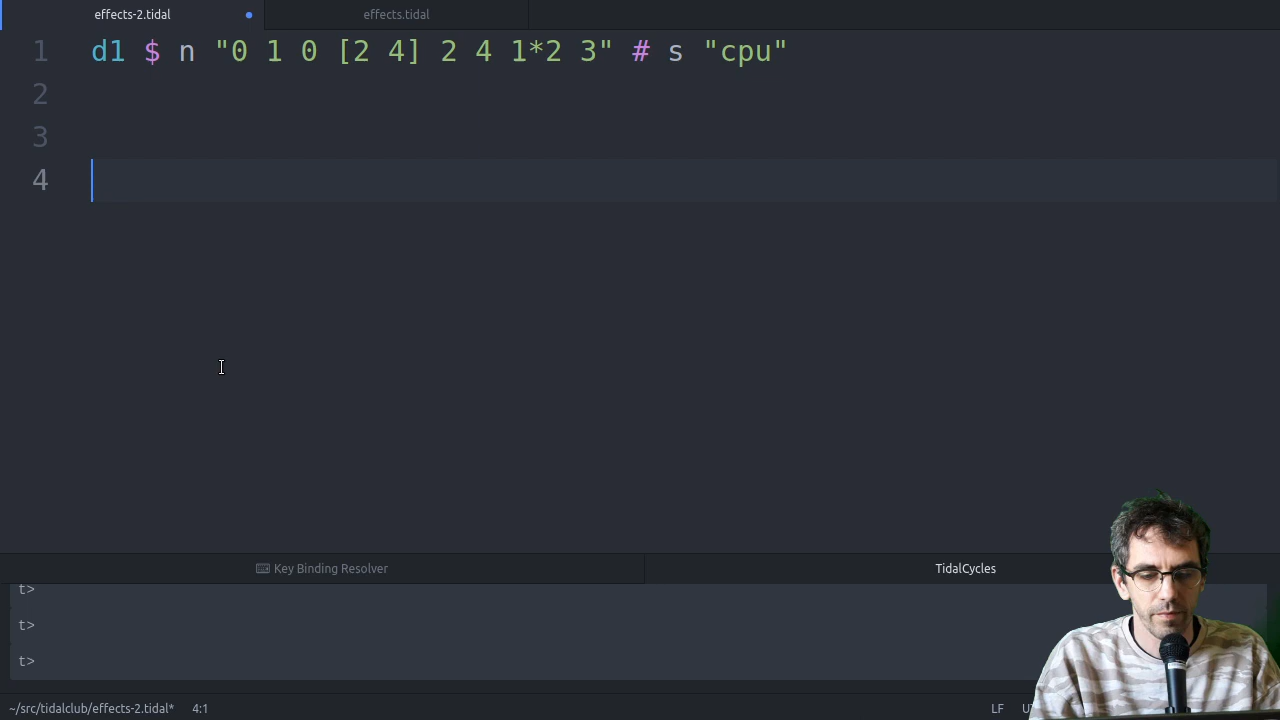 effects-2.tidal effects.tidal
1 d1 $ n "0 1 0 [2 4] 2 4 1*2 3" # s "cpu"
2
3
4
Key Binding Resolver TidalCycles
t>
t>
t>
~/src/tidalclub/effects-2.tidal* 4:1 LF